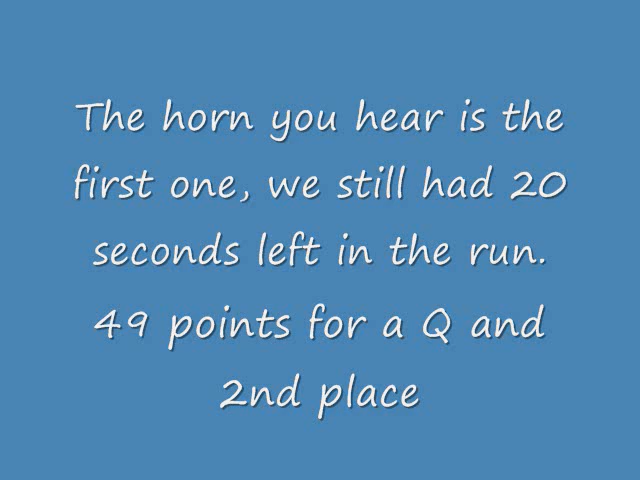 The horn you hear is the
first one, we still had 20
seconds left in the run.
49 points for a Q and
2nd place